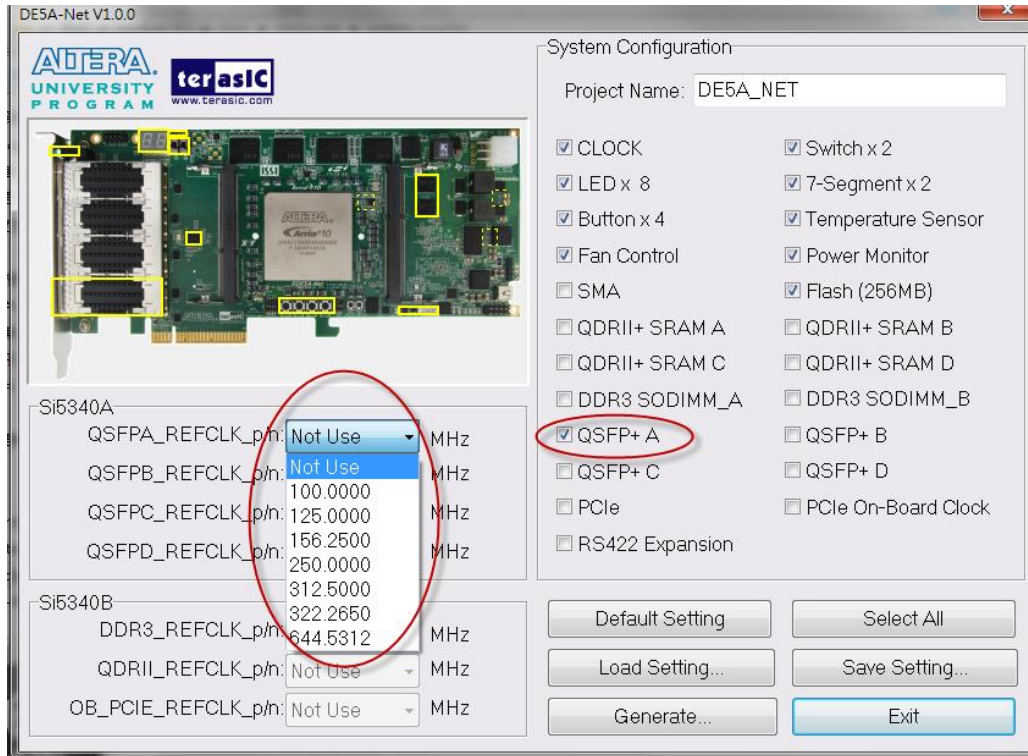 DE5A-Net V1.0.0
ALTERA.
UNIVERSITY
PROGRAM
terasIC
www.terasic.com
ISSI
ALTERA.
Arria 10
Si5340A
QSFPA_REFCLK_p/n: Not Use MHz
Not Use
100.0000
125.0000
156.2500
250.0000
312.5000
322.2650
644.5312
QSFPB_REFCLK_p/n: MHz
QSFPC_REFCLK_p/n: MHz
QSFPD_REFCLK_p/n: MHz
Si5340B
DDR3_REFCLK_p/n: MHz
QDRII_REFCLK_p/n: Not Use MHz
OB_PCIE_REFCLK_p/n: Not Use MHz
System Configuration
Project Name: DE5A_NET
CLOCK Switch x 2
LED x 8 7-Segment x 2
Button x 4 Temperature Sensor
Fan Control Power Monitor
SMA Flash (256MB)
QDRII+ SRAM A QDRII+ SRAM B
QDRII+ SRAM C QDRII+ SRAM D
DDR3 SODIMM_A DDR3 SODIMM_B
QSFP+ A QSFP+ B
QSFP+ C QSFP+ D
PCIe PCIe On-Board Clock
RS422 Expansion
Default Setting Select All
Load Setting... Save Setting...
Generate... Exit